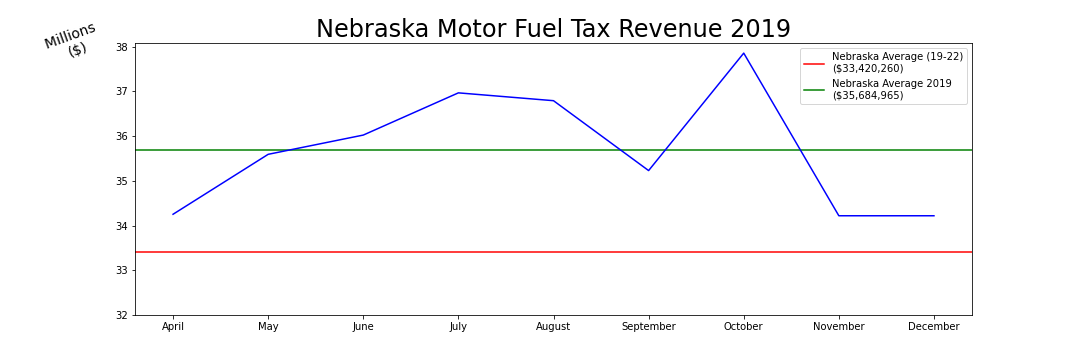 Nebraska Motor Fuel Tax Revenue 2019
Millions
($)
Nebraska Average (19-22)
($33,420,260)
Nebraska Average 2019
($35,684,965)
38
37
36
35
34
33
32
April May June July August September October November December